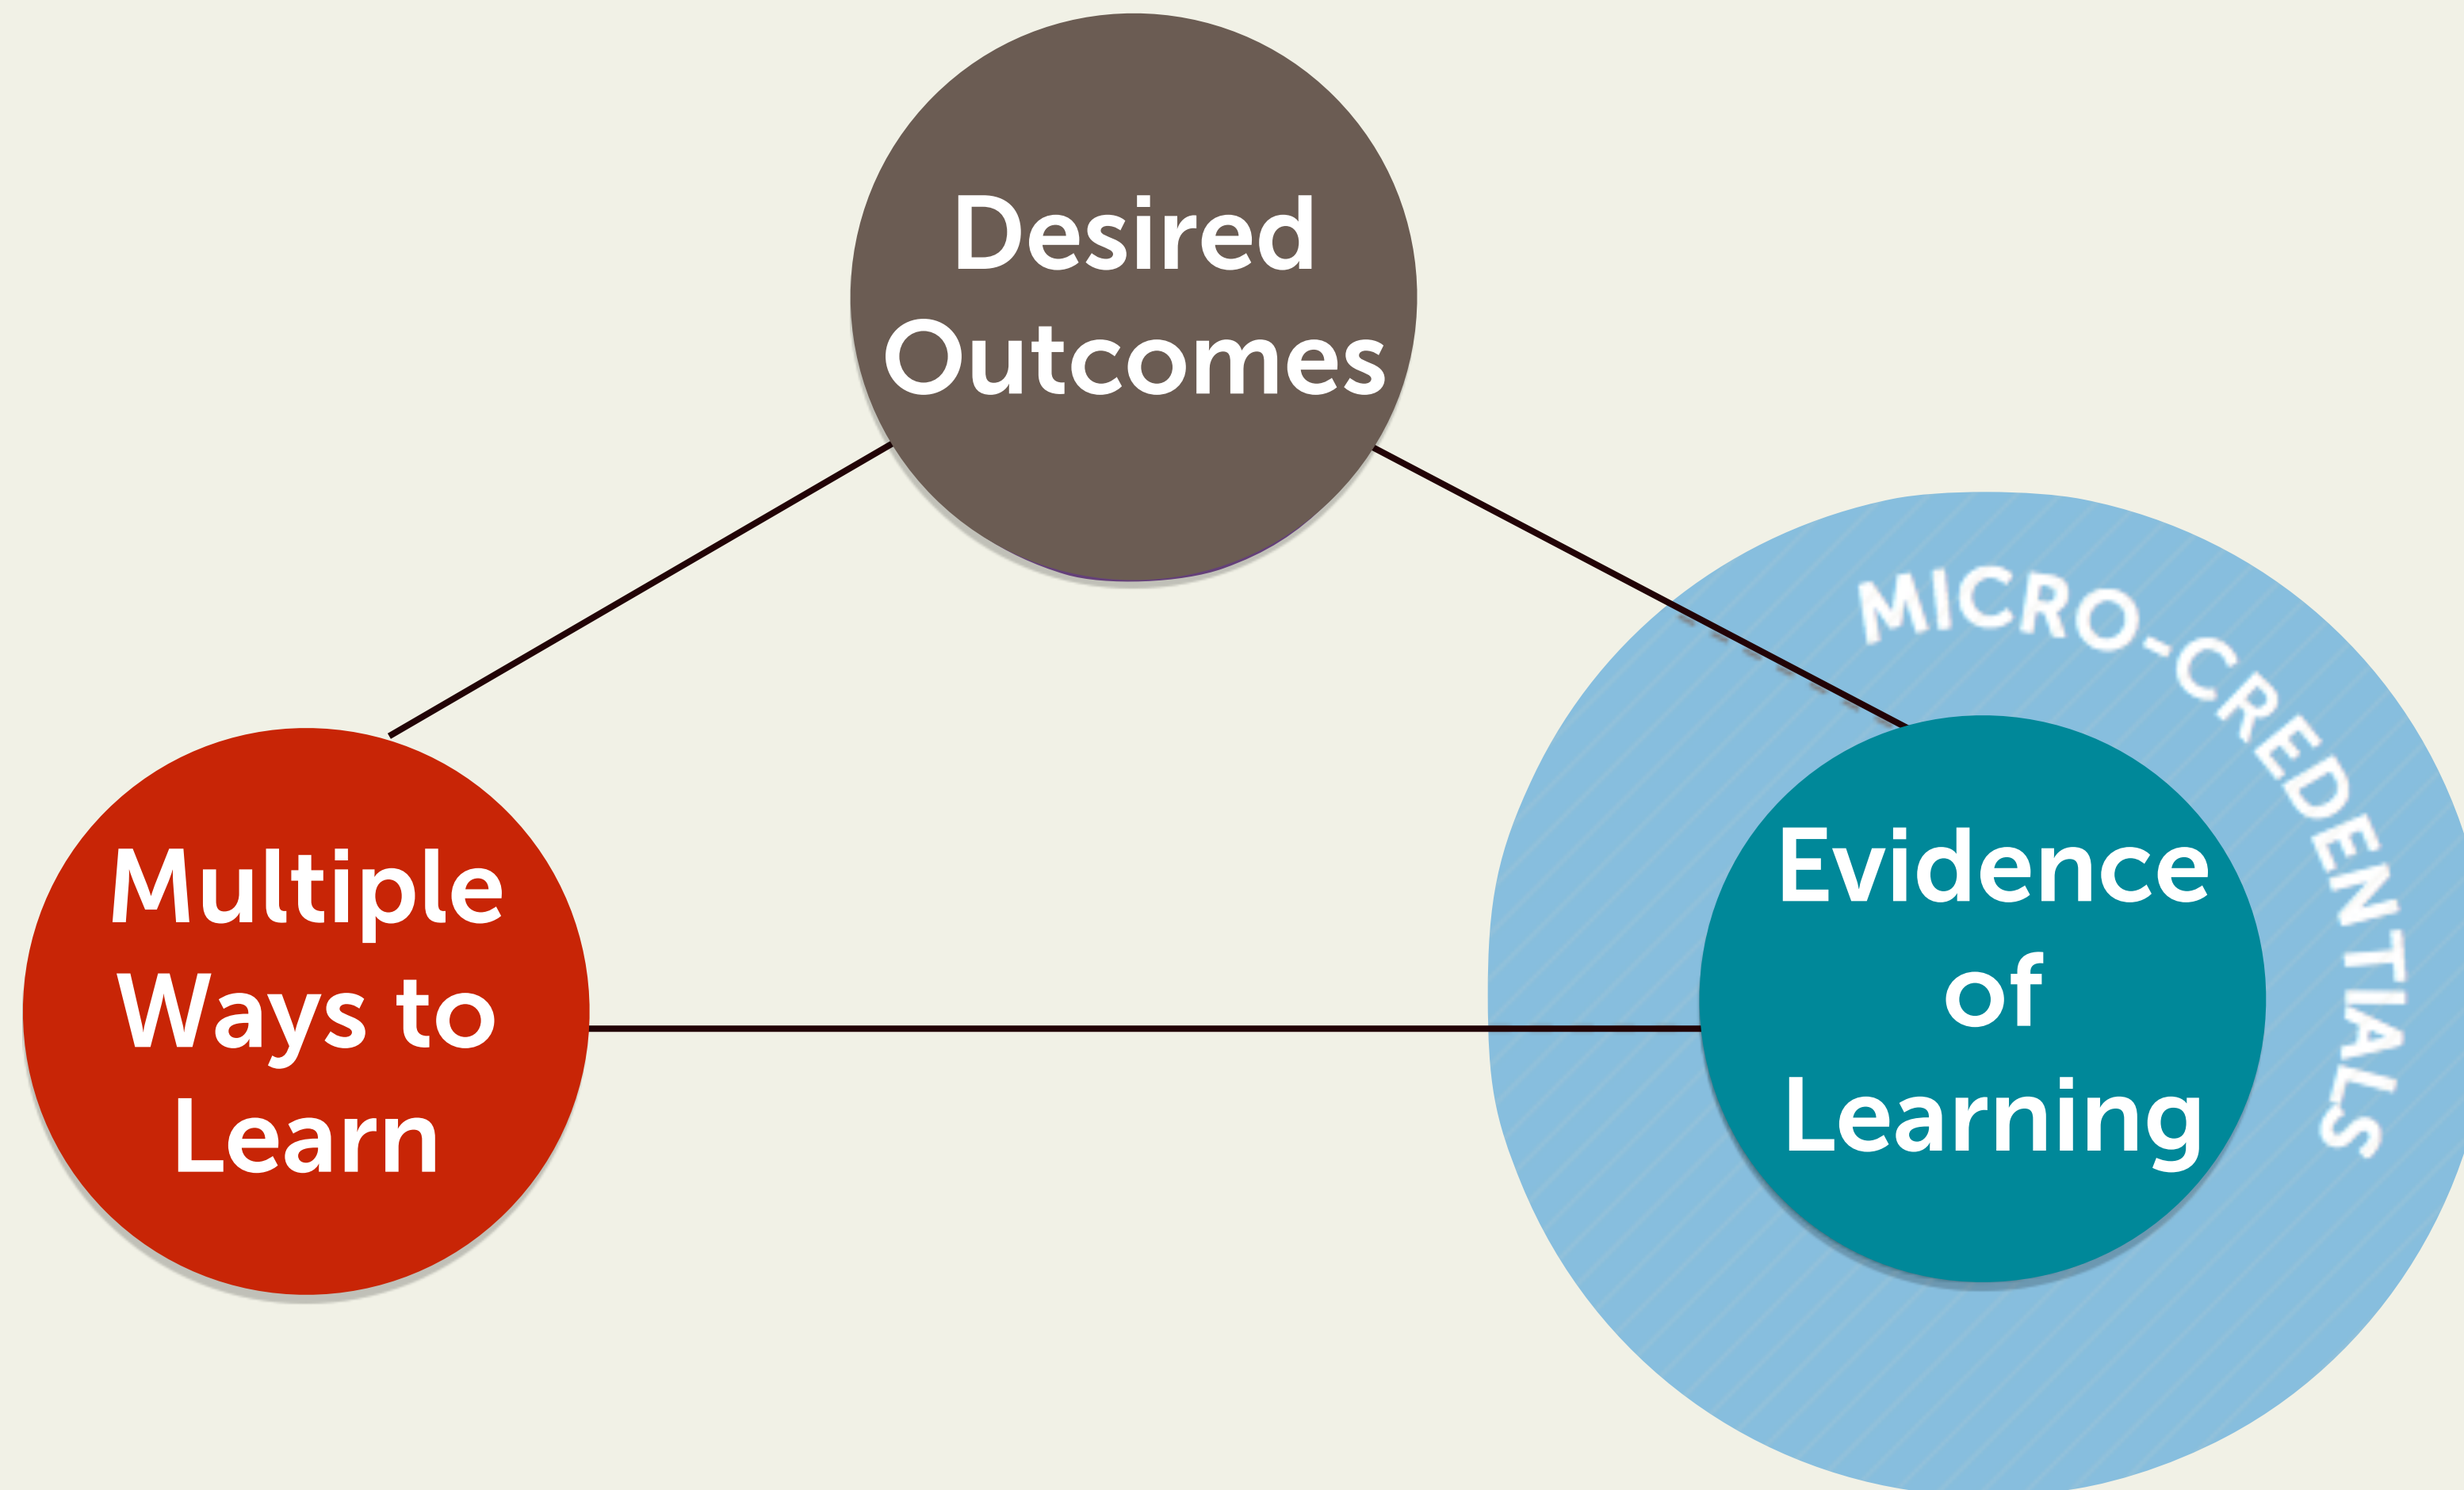 Desired
Outcomes
MICRO-CREDENTIALS
Multiple
Ways to
Learn
Evidence
of
Learning